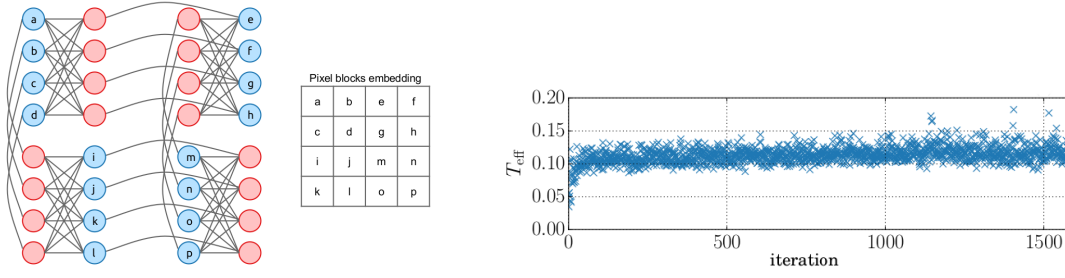 a
b
c
d
e
f
g
h
i
j
k
l
m
n
o
p
Pixel blocks embedding
a b e f
c d g h
i j m n
k l o p
0.20
0.15
0.10
0.05
0.00
T_eff
0 500 1000 1500
iteration